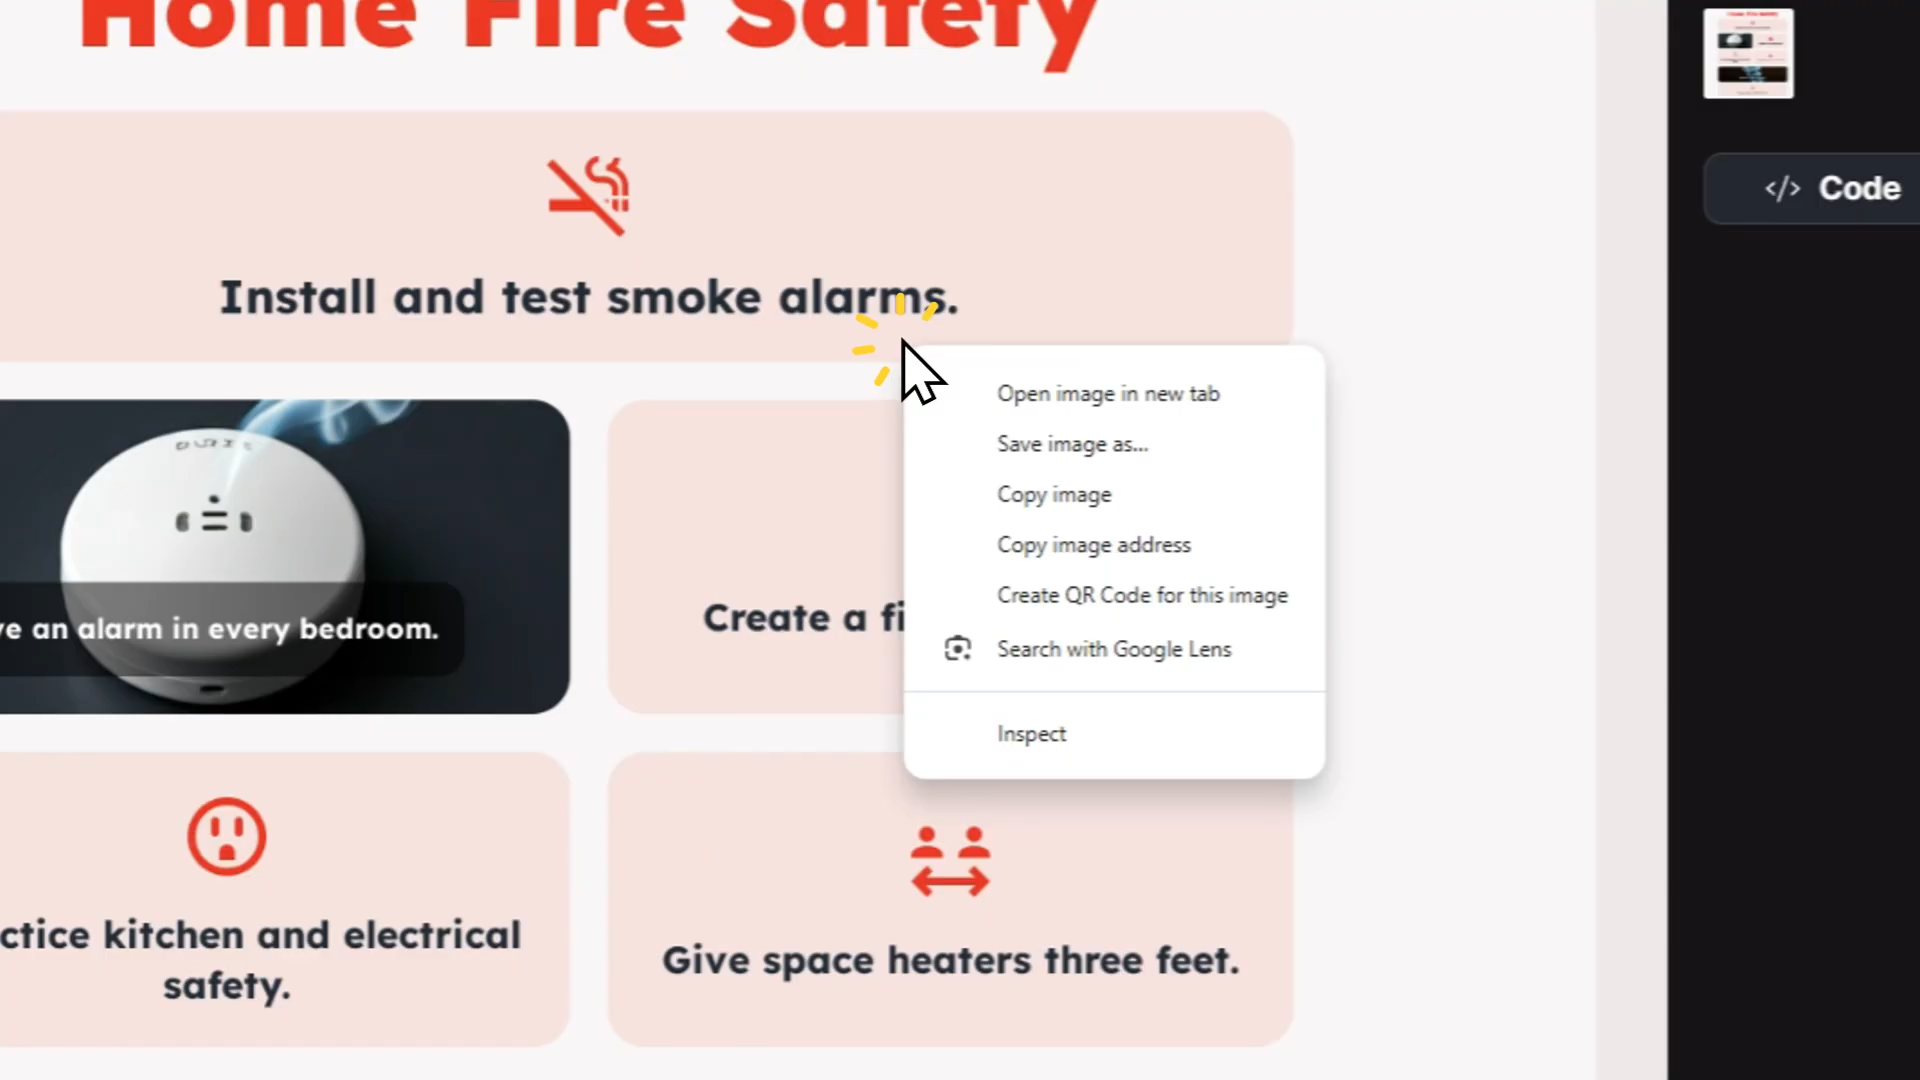 Home Fire Safety
Code
Install and test smoke alarms.
Open image in new tab
Save image as...
Copy image
Copy image address
Create QR Code for this image
Search with Google Lens
Inspect
ve an alarm in every bedroom.
Create a fi
ctice kitchen and electrical
safety.
Give space heaters three feet.